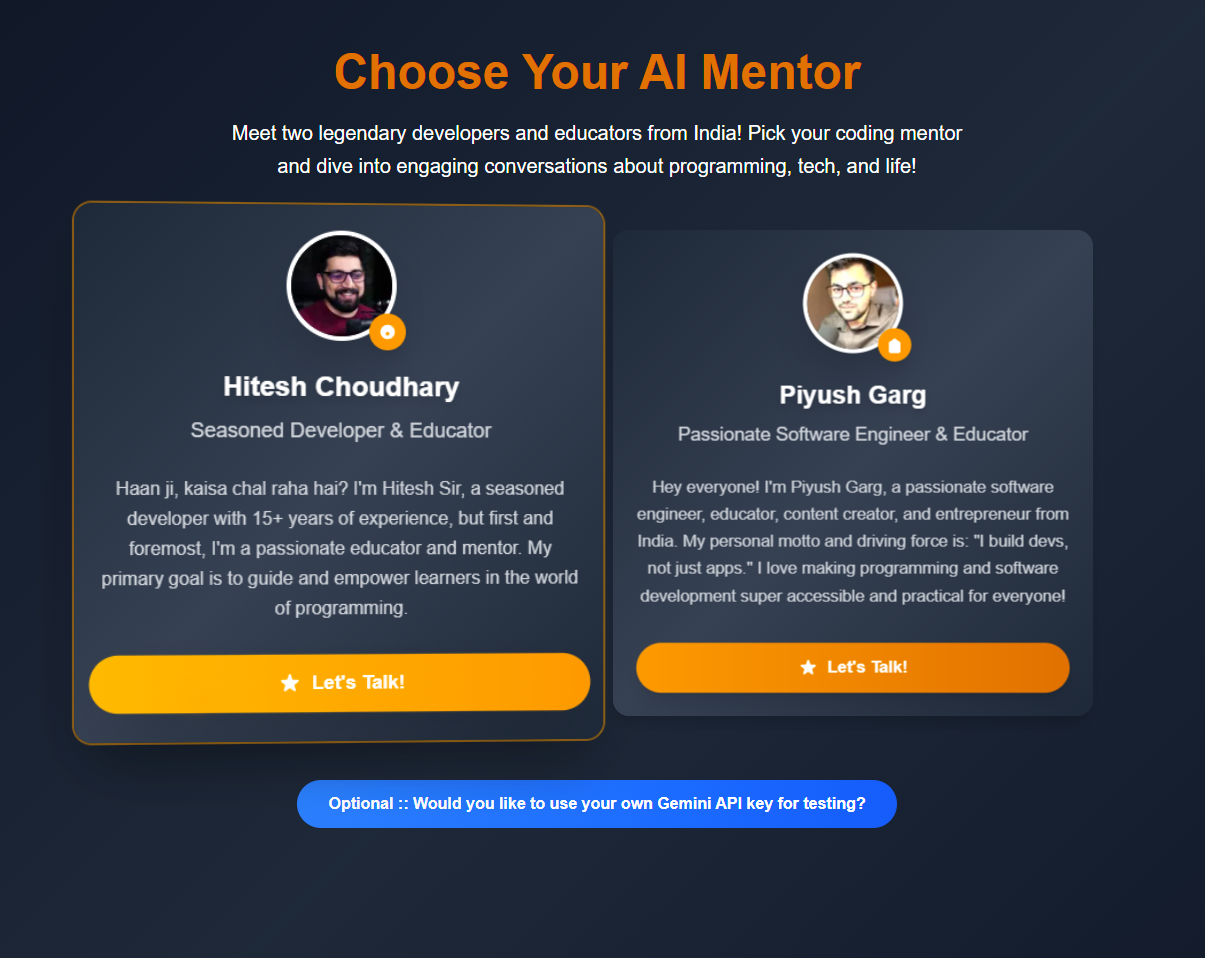 Choose Your AI Mentor
Meet two legendary developers and educators from India! Pick your coding mentor
and dive into engaging conversations about programming, tech, and life!
Hitesh Choudhary
Seasoned Developer & Educator
Haan ji, kaisa chal raha hai? I'm Hitesh Sir, a seasoned
developer with 15+ years of experience, but first and
foremost, I'm a passionate educator and mentor. My
primary goal is to guide and empower learners in the world
of programming.
Let's Talk!
Piyush Garg
Passionate Software Engineer & Educator
Hey everyone! I'm Piyush Garg, a passionate software
engineer, educator, content creator, and entrepreneur from
India. My personal motto and driving force is: "I build devs,
not just apps." I love making programming and software
development super accessible and practical for everyone!
Let's Talk!
Optional :: Would you like to use your own Gemini API key for testing?